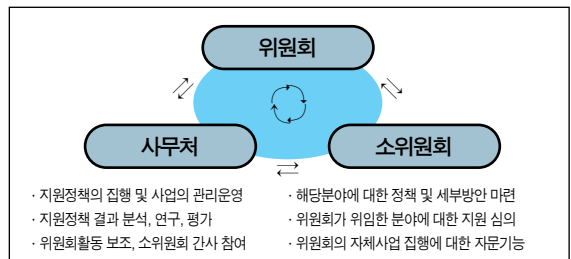 위원회
사무처
소위원회
· 지원정책의 집행 및 사업의 관리운영
· 지원정책 결과 분석, 연구, 평가
· 위원회활동 보조, 소위원회 간사 참여
· 해당분야에 대한 정책 및 세부방안 마련
· 위원회가 위임한 분야에 대한 지원 심의
· 위원회의 자체사업 집행에 대한 자문기능